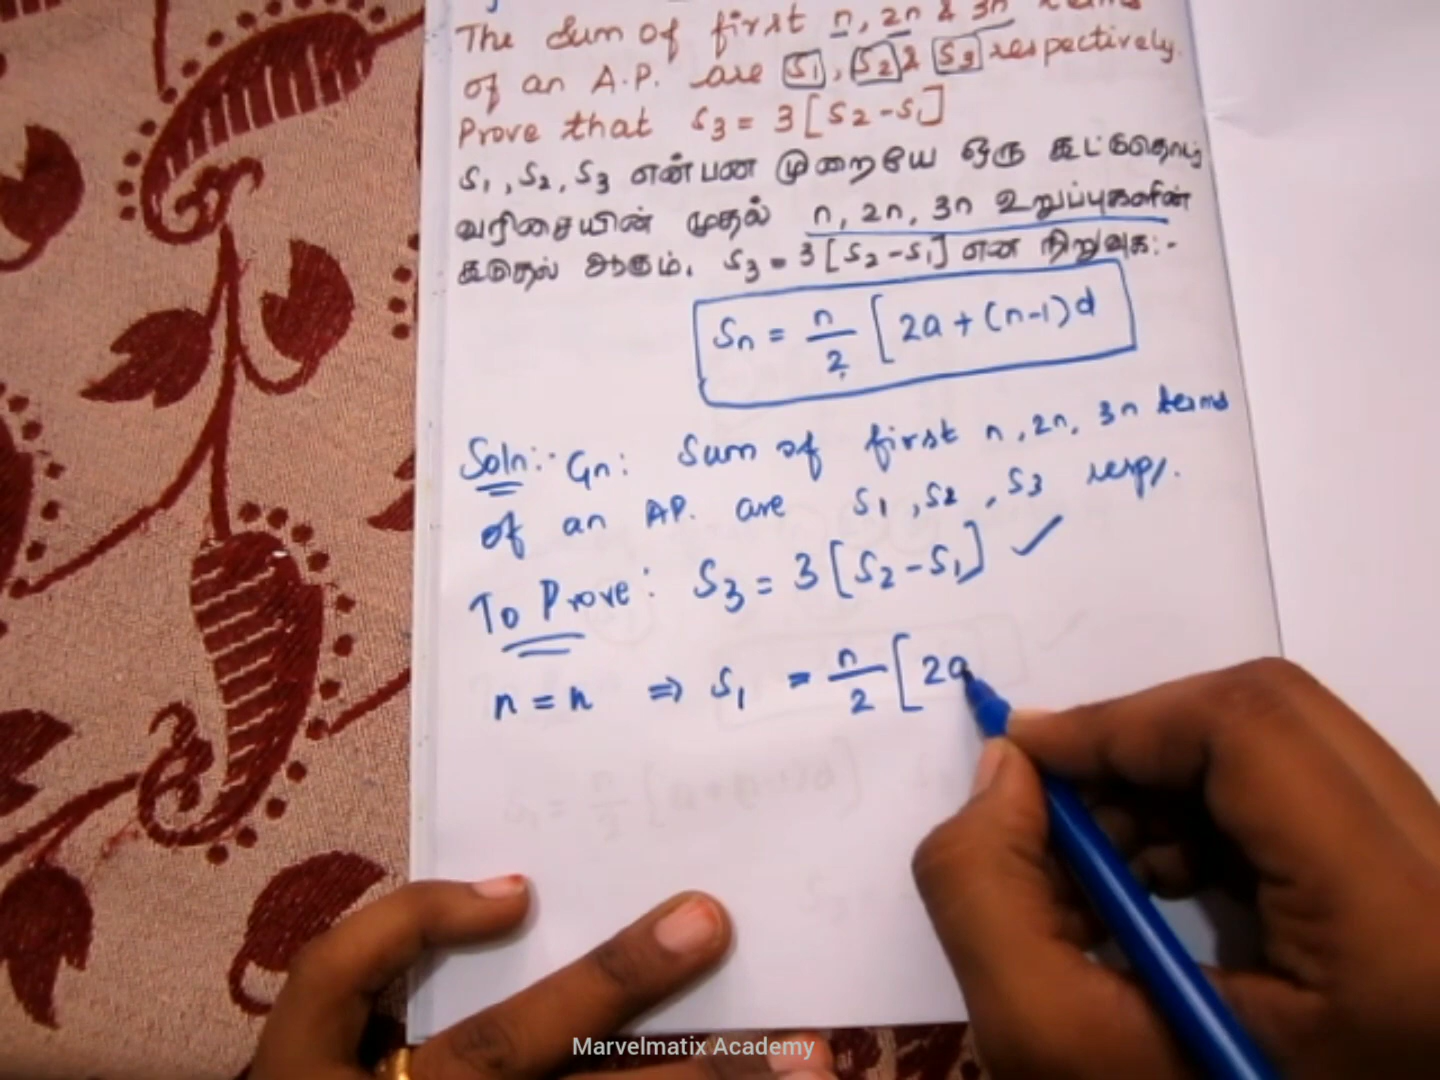 The Sum of first n, 2n & 3n terms
of an A.P. are S1, S2 & S3 respectively.
Prove that S3 = 3[S2-S1]
S1, S2, S3 என்பன முறையே ஒரு கூட்டுத்தொடர்
வரிசையின் முதல் n, 2n, 3n உறுப்புகளின்
கூடுதல் ஆகும். S3 = 3[S2-S1] என நிறுவுக:-
Sn = n/2 [2a + (n-1)d
Soln:- Gn: Sum of first n, 2n, 3n terms
of an AP. are S1, S2, S3 resp/.
To Prove: S3 = 3[S2-S1] ✓
n = n ⇒ S1 = n/2 [2a
Marvelmatix Academy